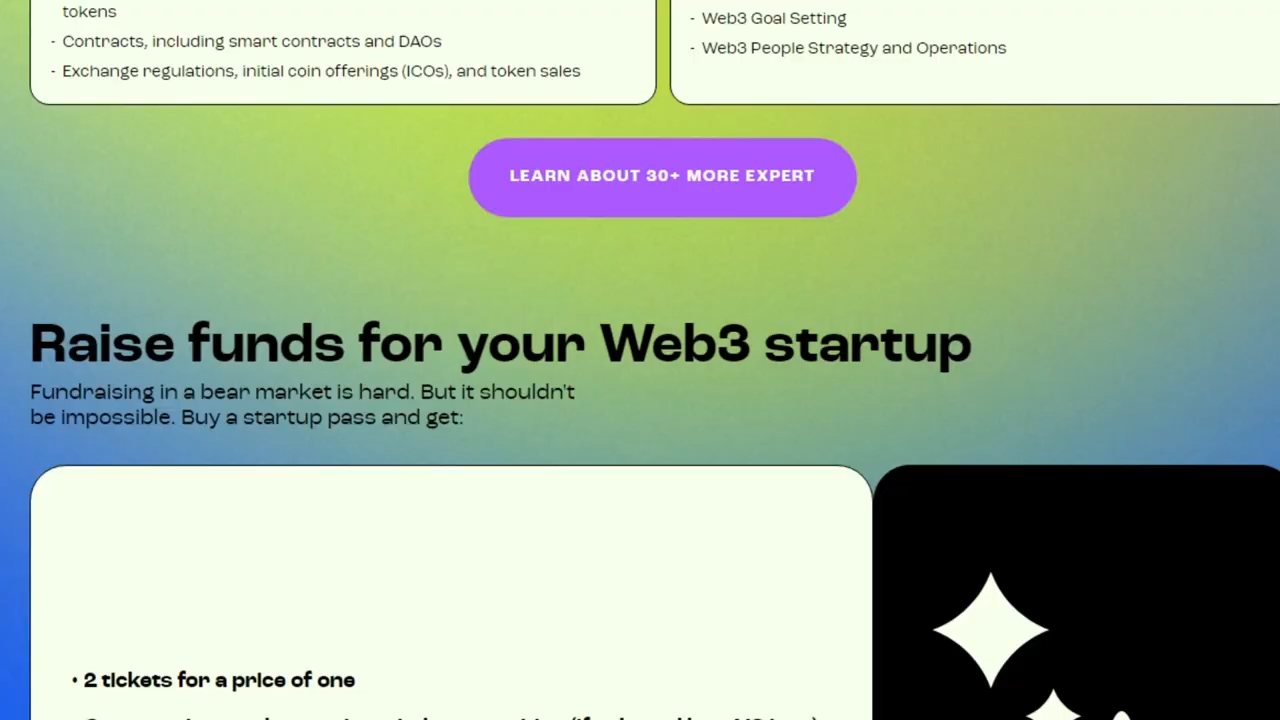 tokens
- Contracts, including smart contracts and DAOs
- Exchange regulations, initial coin offerings (ICOs), and token sales
- Web3 Goal Setting
- Web3 People Strategy and Operations
LEARN ABOUT 30+ MORE EXPERT
Raise funds for your Web3 startup
Fundraising in a bear market is hard. But it shouldn't
be impossible. Buy a startup pass and get:
• 2 tickets for a price of one